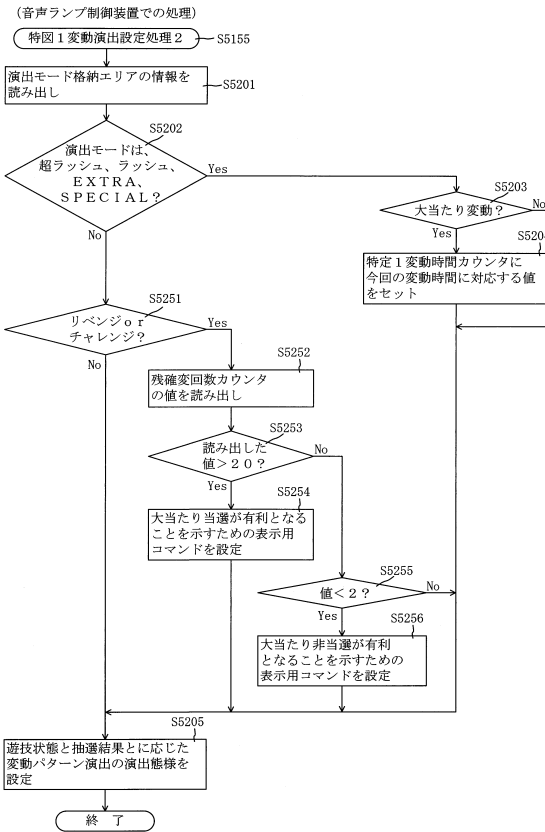 (音声ランプ制御装置での処理)
特図1変動演出設定処理2
S5155
演出モード格納エリアの情報を
読み出し
S5201
S5202
演出モードは、
超ラッシュ、ラッシュ、
EXTRA、
SPECIAL?
Yes
No
S5203
大当たり変動?
No
Yes
特定1変動時間カウンタに
今回の変動時間に対応する値
をセット
S5251
リベンジor
チャレンジ?
Yes
No
S5252
残確変回数カウンタ
の値を読み出し
S5253
読み出した
値>20?
No
Yes
S5254
大当たり当選が有利となる
ことを示すための表示用
コマンドを設定
S5255
値<2?
No
Yes
S5256
大当たり非当選が有利
となることを示すための
表示用コマンドを設定
S5205
遊技状態と抽選結果とに応じた
変動パターン演出の演出態様を
設定
終 了